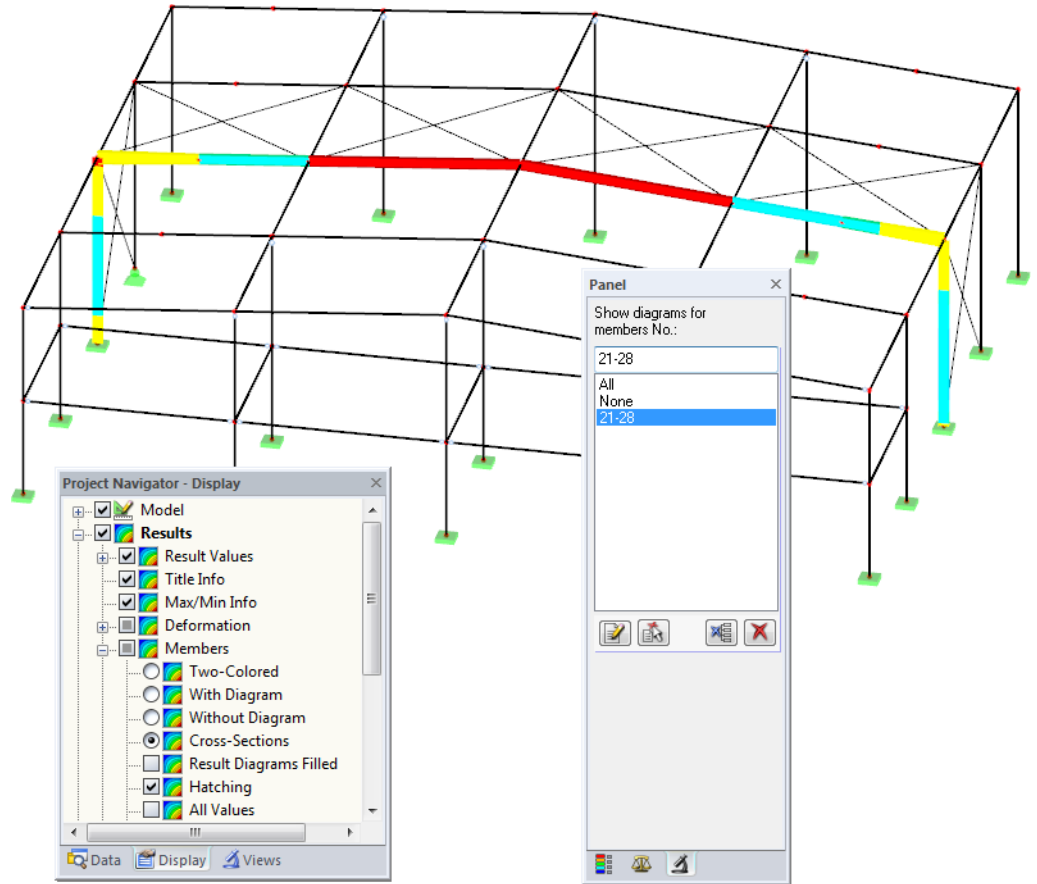 Panel
Show diagrams for
members No.:
21-28
All
None
21-28
Project Navigator - Display
Model
Results
Result Values
Title Info
Max/Min Info
Deformation
Members
Two-Colored
With Diagram
Without Diagram
Cross-Sections
Result Diagrams Filled
Hatching
All Values
Data Display Views